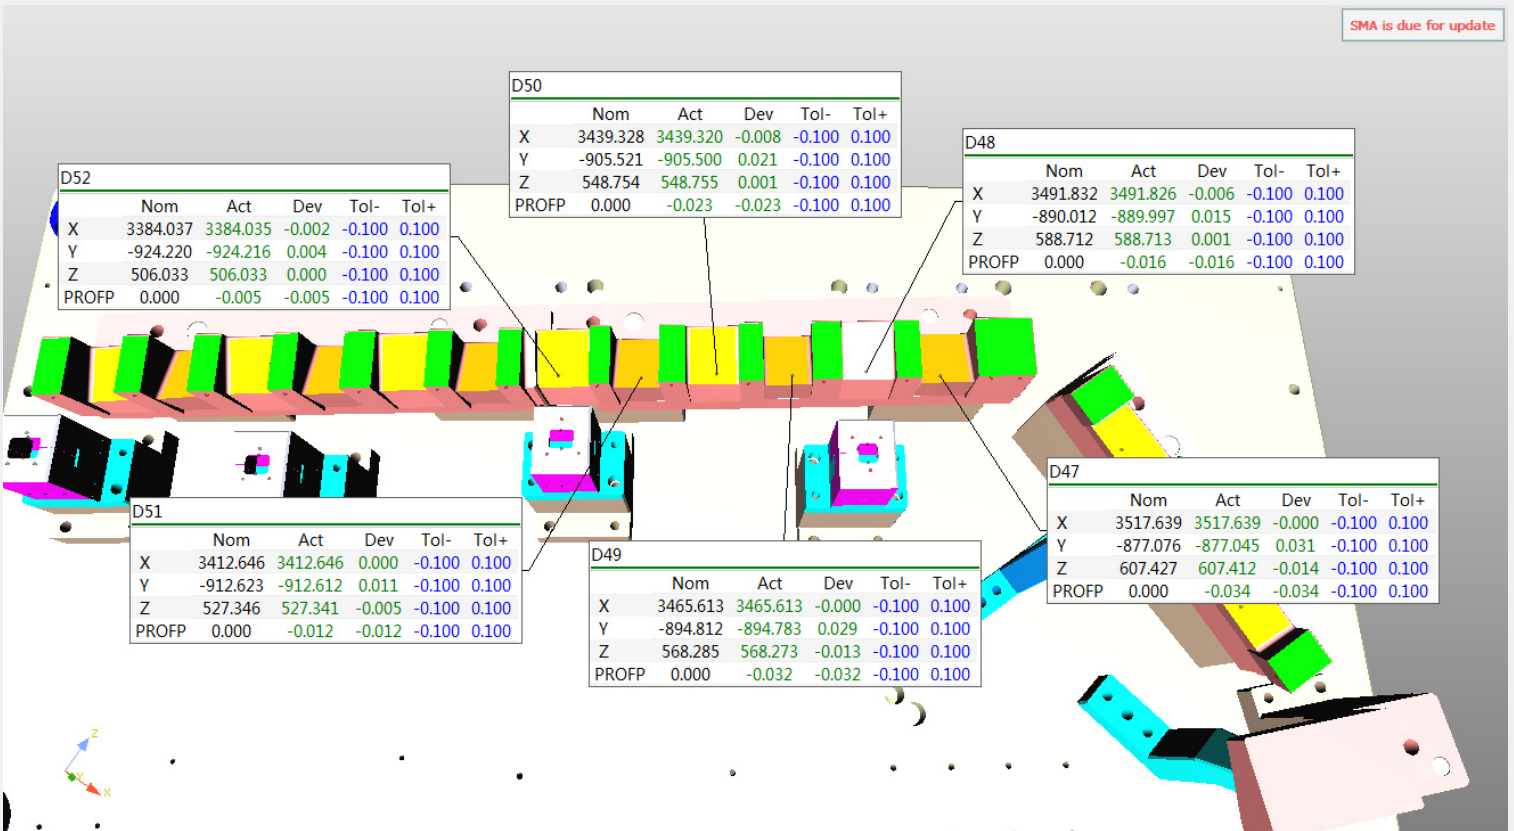 SMA is due for update
D50
Nom Act Dev Tol- Tol+
X 3439.328 3439.320 -0.008 -0.100 0.100
Y -905.521 -905.500 0.021 -0.100 0.100
Z 548.754 548.755 0.001 -0.100 0.100
PROFP 0.000 -0.023 -0.023 -0.100 0.100
D48
Nom Act Dev Tol- Tol+
X 3491.832 3491.826 -0.006 -0.100 0.100
Y -890.012 -889.997 0.015 -0.100 0.100
Z 588.712 588.713 0.001 -0.100 0.100
PROFP 0.000 -0.016 -0.016 -0.100 0.100
D52
Nom Act Dev Tol- Tol+
X 3384.037 3384.035 -0.002 -0.100 0.100
Y -924.220 -924.216 0.004 -0.100 0.100
Z 506.033 506.033 0.000 -0.100 0.100
PROFP 0.000 -0.005 -0.005 -0.100 0.100
D47
Nom Act Dev Tol- Tol+
X 3517.639 3517.639 -0.000 -0.100 0.100
Y -877.076 -877.045 0.031 -0.100 0.100
Z 607.427 607.412 -0.014 -0.100 0.100
PROFP 0.000 -0.034 -0.034 -0.100 0.100
D51
Nom Act Dev Tol- Tol+
X 3412.646 3412.646 0.000 -0.100 0.100
Y -912.623 -912.612 0.011 -0.100 0.100
Z 527.346 527.341 -0.005 -0.100 0.100
PROFP 0.000 -0.012 -0.012 -0.100 0.100
D49
Nom Act Dev Tol- Tol+
X 3465.613 3465.613 -0.000 -0.100 0.100
Y -894.812 -894.783 0.029 -0.100 0.100
Z 568.285 568.273 -0.013 -0.100 0.100
PROFP 0.000 -0.032 -0.032 -0.100 0.100
Z
Y
X